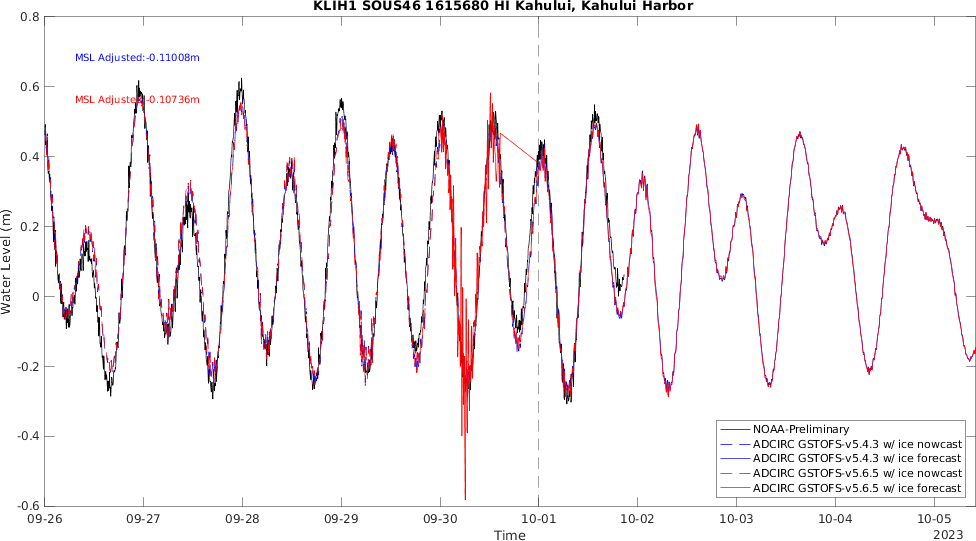 KLIH1 SOUS46 1615680 HI Kahului, Kahului Harbor
0.8
0.6
0.4
0.2
0
-0.2
-0.4
-0.6
Water Level (m)
MSL Adjusted:-0.11008m
MSL Adjusted:-0.10736m
NOAA-Preliminary
ADCIRC GSTOFS-v5.4.3 w/ ice nowcast
ADCIRC GSTOFS-v5.4.3 w/ ice forecast
ADCIRC GSTOFS-v5.6.5 w/ ice nowcast
ADCIRC GSTOFS-v5.6.5 w/ ice forecast
09-26 09-27 09-28 09-29 09-30 10-01 10-02 10-03 10-04 10-05
Time
2023